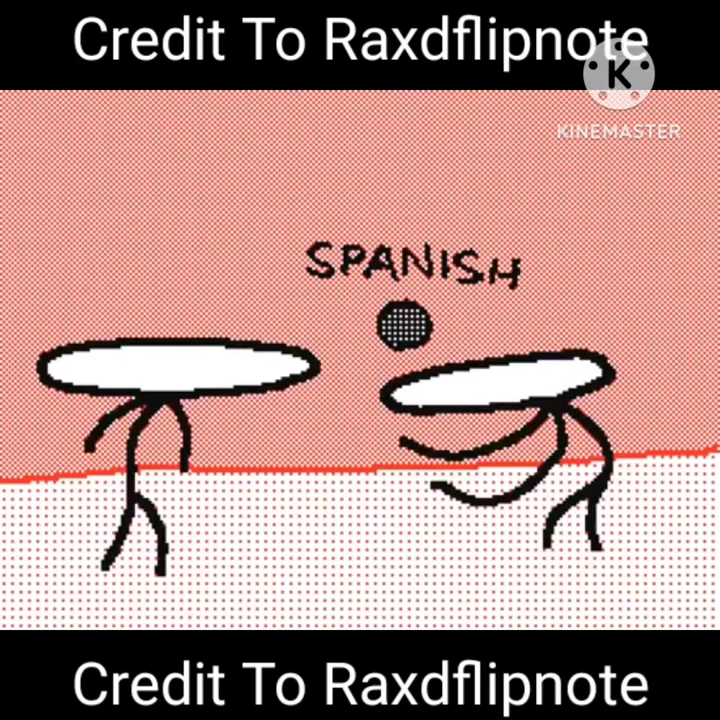 Credit To Raxdflipnote
K
KINEMASTER
SPANISH
Credit To Raxdflipnote